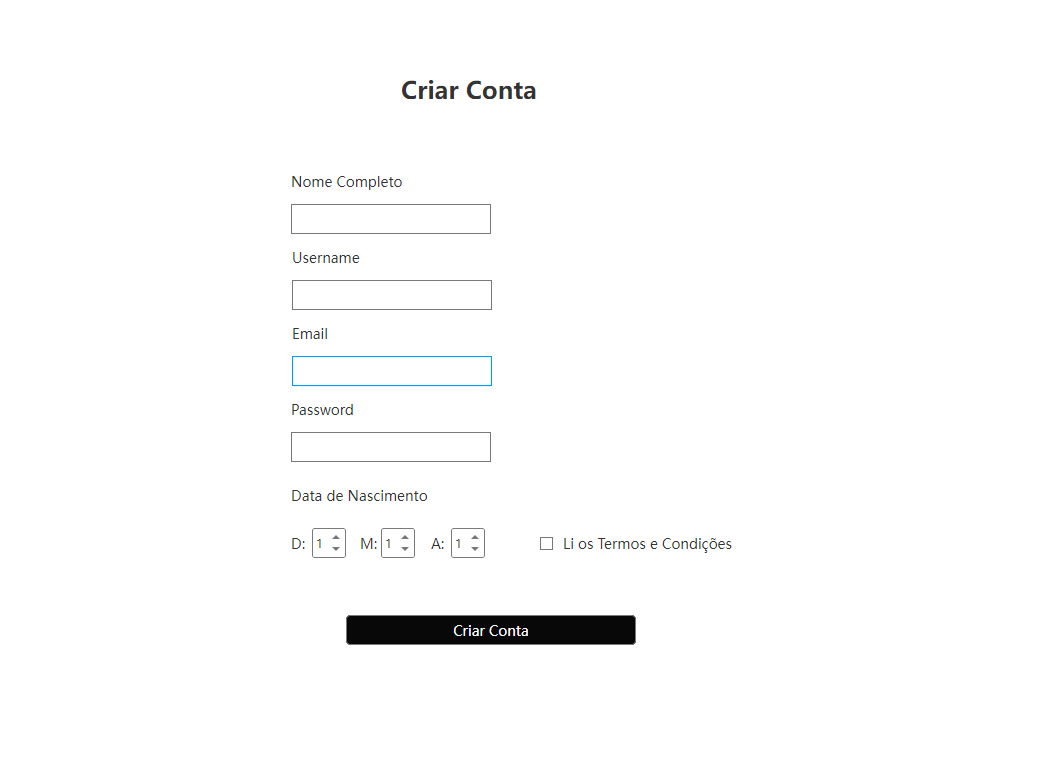 Criar Conta
Nome Completo
Username
Email
Password
Data de Nascimento
D: 1 M: 1 A: 1 Li os Termos e Condições
Criar Conta